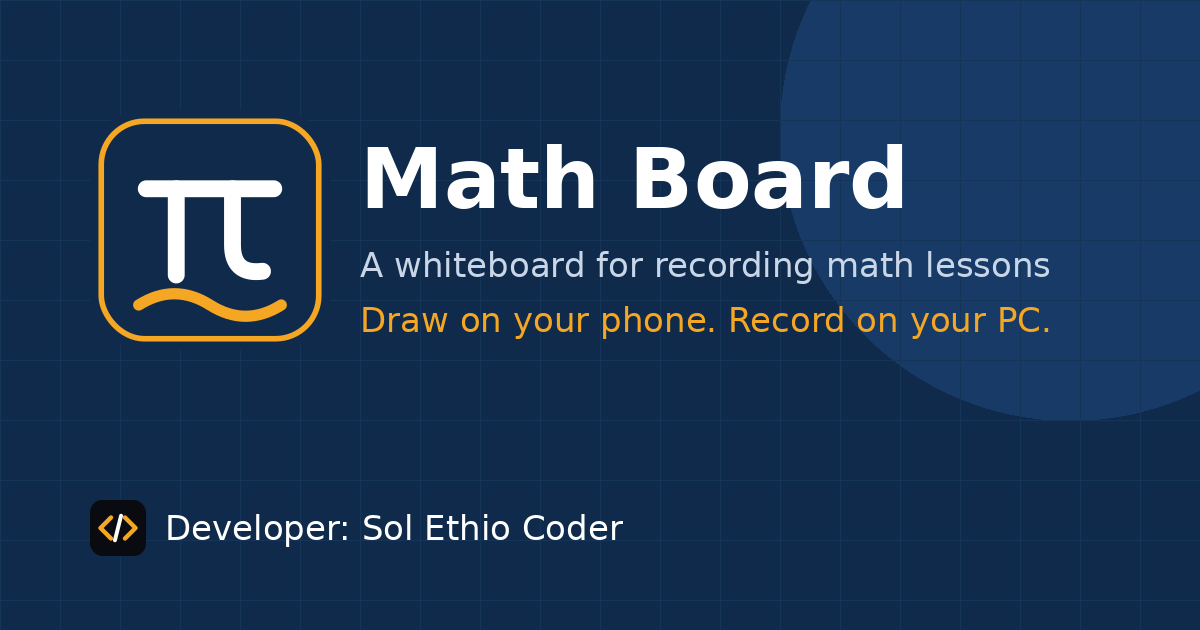 π
Math Board
A whiteboard for recording math lessons
Draw on your phone. Record on your PC.
</> Developer: Sol Ethio Coder